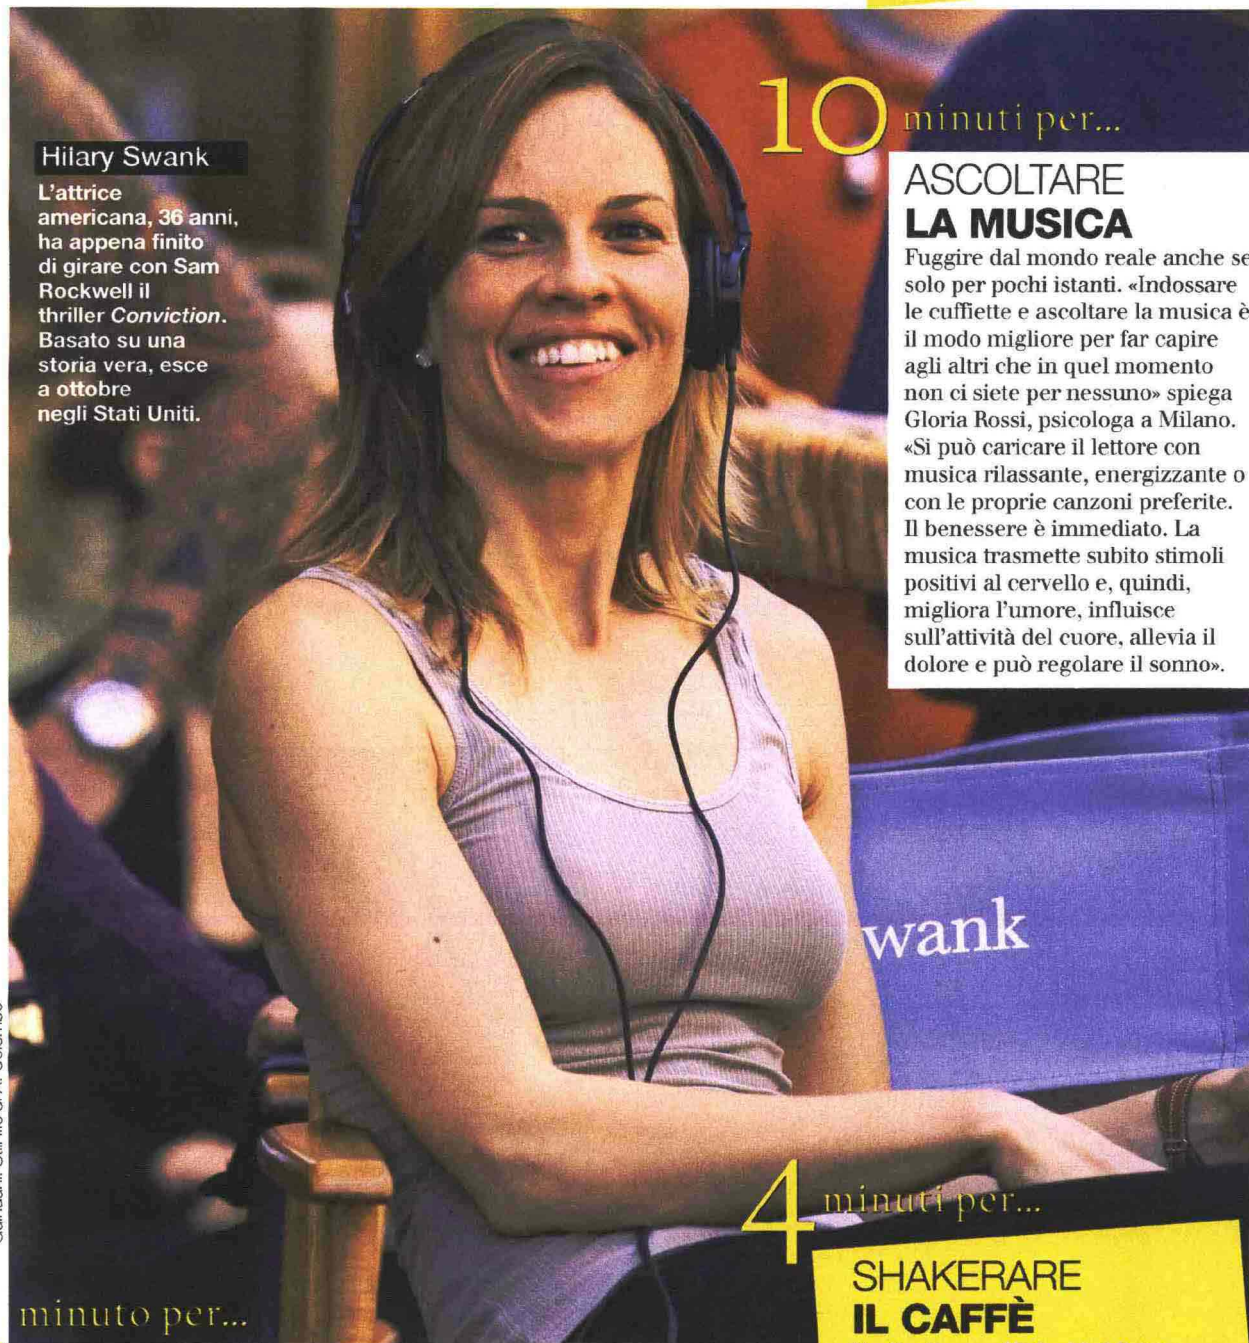 Hilary Swank
L'attrice
americana, 36 anni,
ha appena finito
di girare con Sam
Rockwell il
thriller Conviction.
Basato su una
storia vera, esce
a ottobre
negli Stati Uniti.
10 minuti per...
ASCOLTARE
LA MUSICA
Fuggire dal mondo reale anche se
solo per pochi istanti. «Indossare
le cuffiette e ascoltare la musica è
il modo migliore per far capire
agli altri che in quel momento
non ci siete per nessuno» spiega
Gloria Rossi, psicologa a Milano.
«Si può caricare il lettore con
musica rilassante, energizzante o
con le proprie canzoni preferite.
Il benessere è immediato. La
musica trasmette subito stimoli
positivi al cervello e, quindi,
migliora l'umore, influisce
sull'attività del cuore, allevia il
dolore e può regolare il sonno».
wank
4 minuti per...
SHAKERARE
IL CAFFÈ
minuto per...